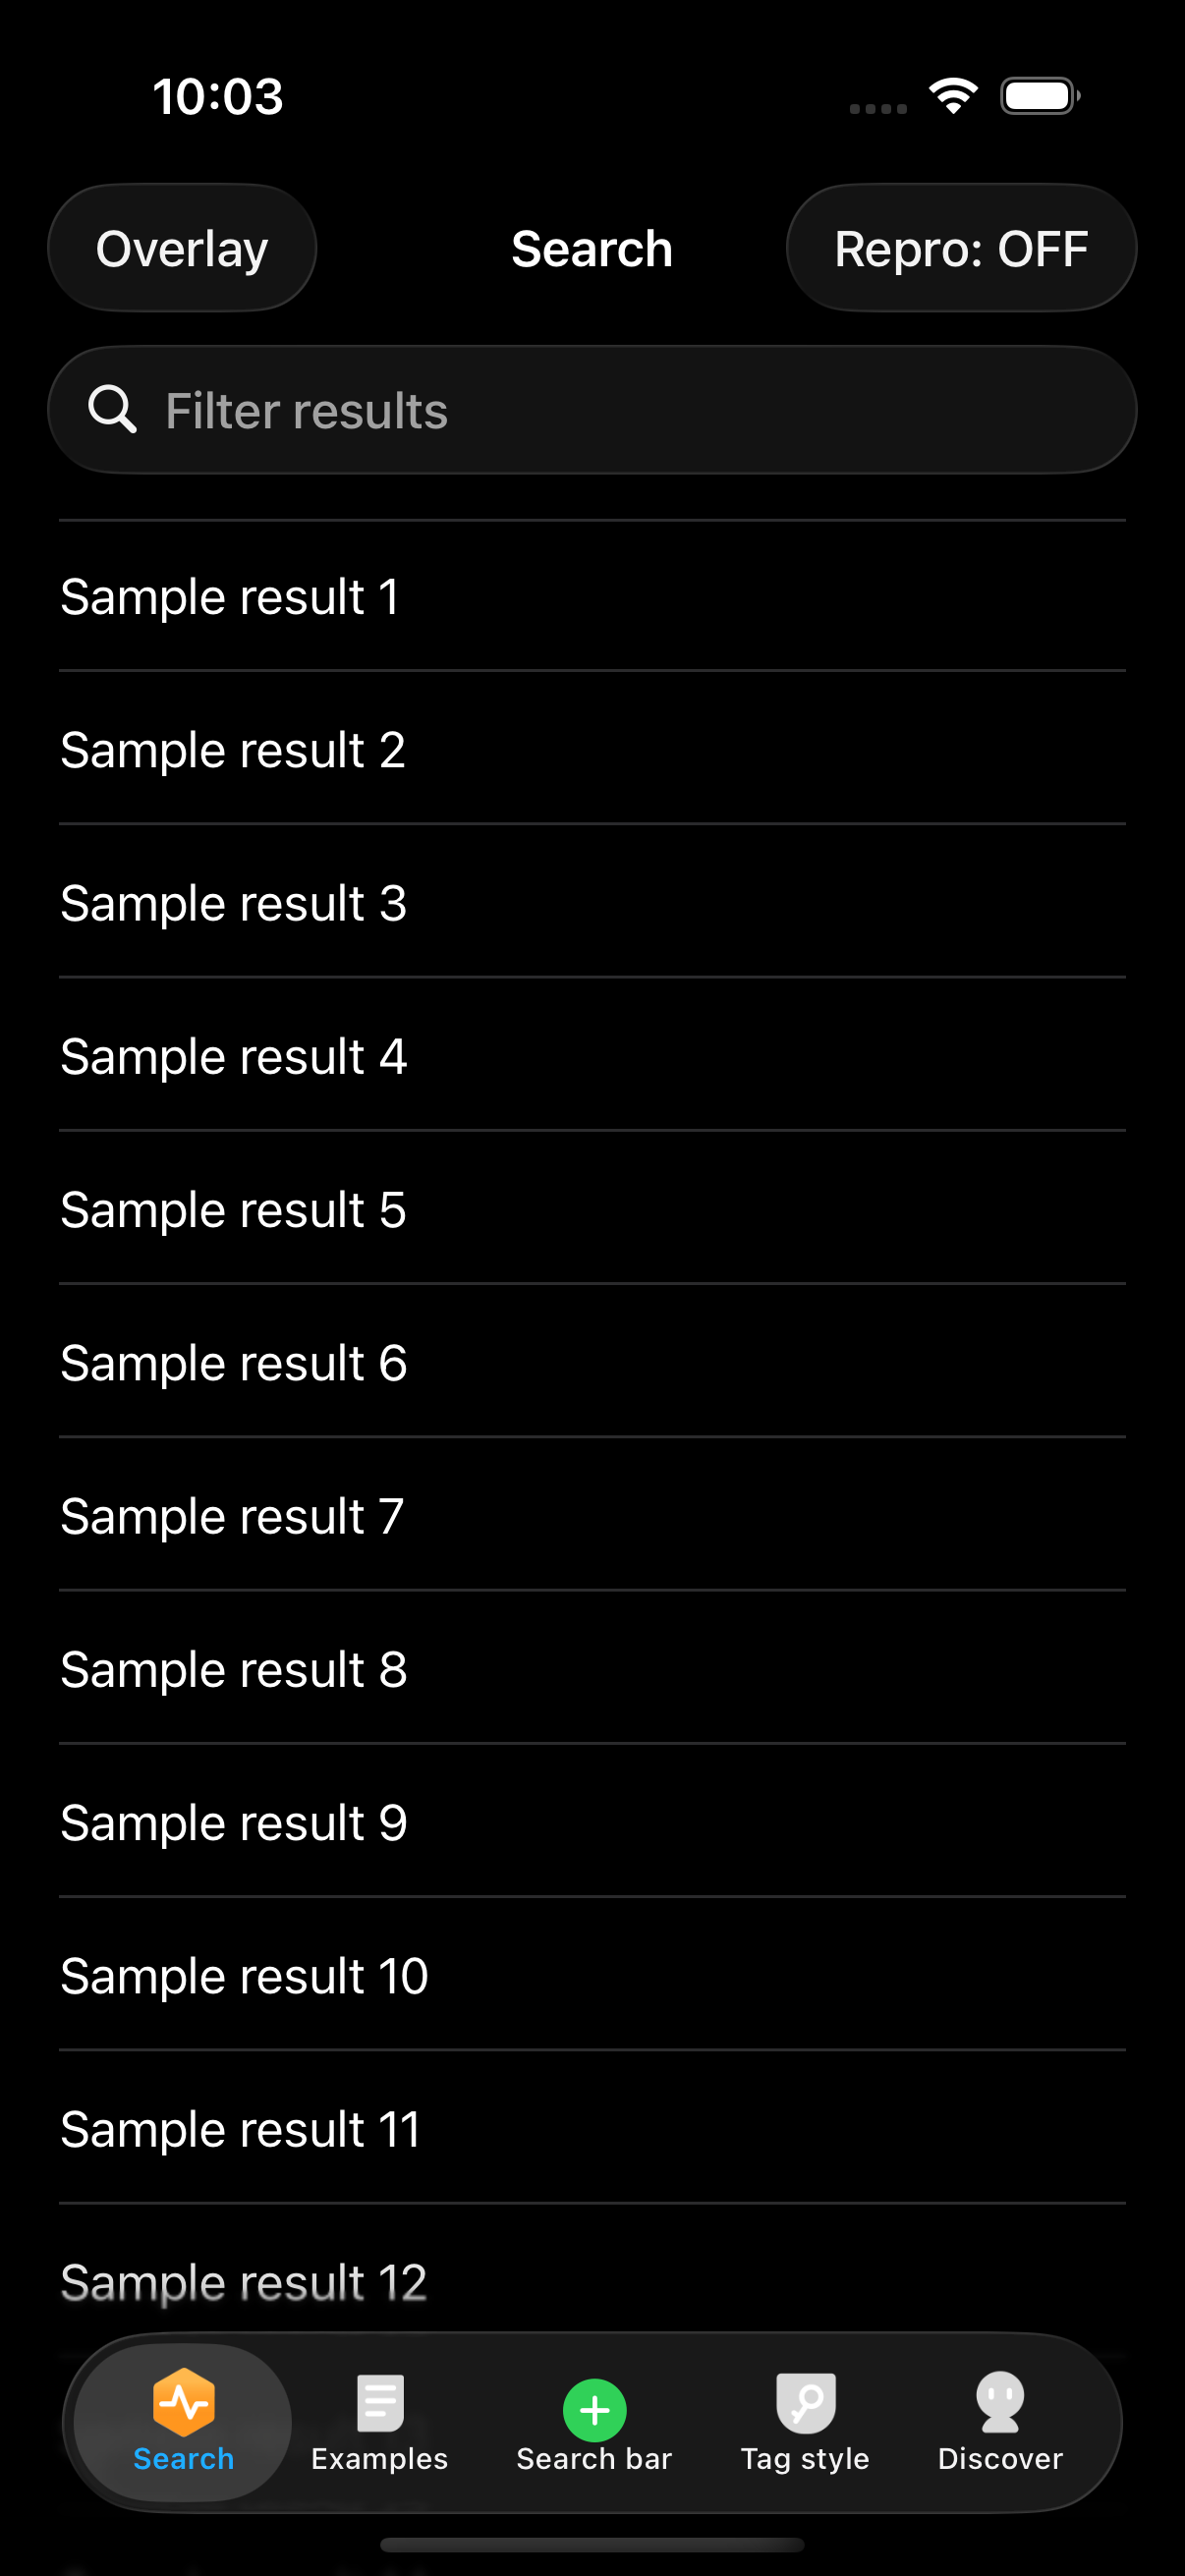 10:03
Overlay Search Repro: OFF
Filter results
Sample result 1
Sample result 2
Sample result 3
Sample result 4
Sample result 5
Sample result 6
Sample result 7
Sample result 8
Sample result 9
Sample result 10
Sample result 11
Sample result 12
Search Examples Search bar Tag style Discover